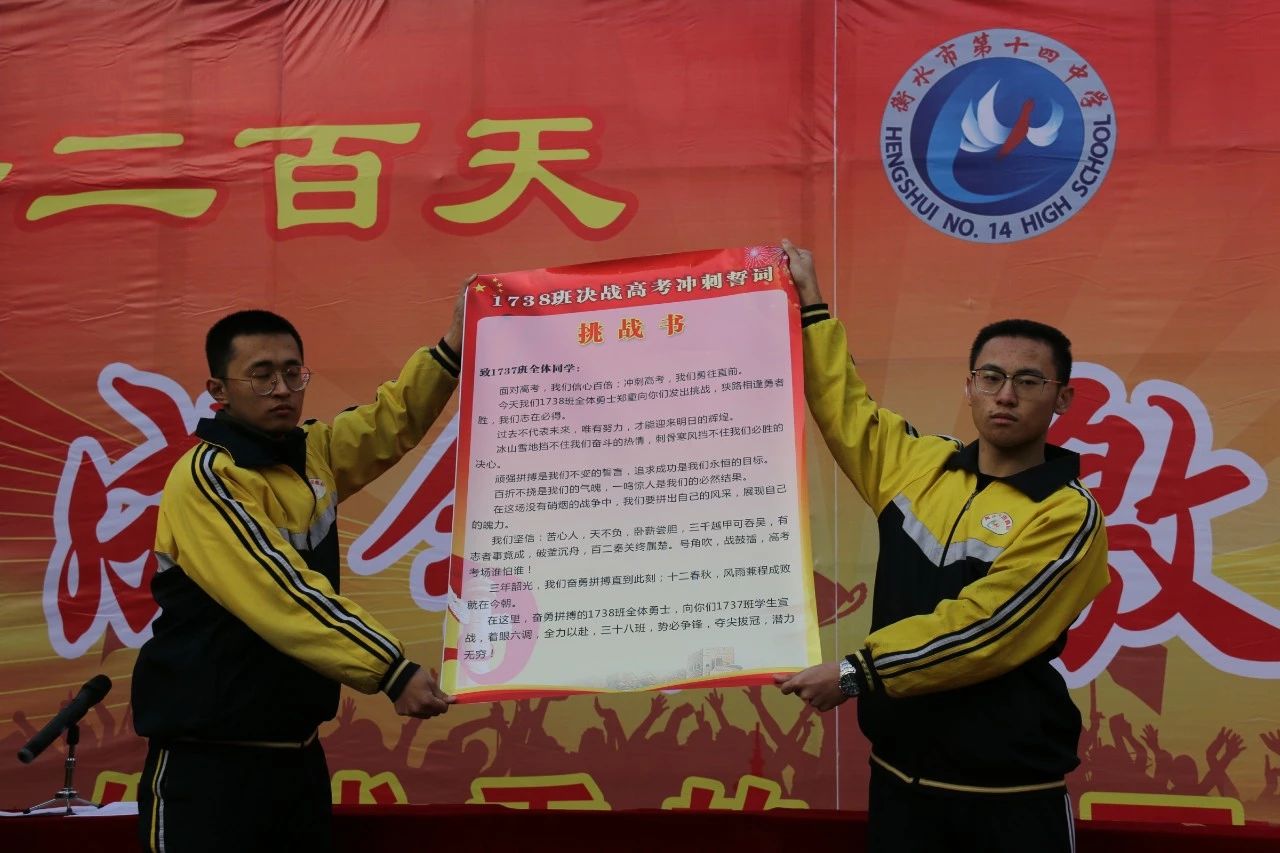 二百天
衡水市第十四中学
HENGSHUI NO. 14 HIGH SCHOOL
1738班决战高考冲刺誓词
挑战书
致1737班全体同学：
面对高考，我们信心百倍；冲刺高考，我们勇往直前。
今天我们1738班全体勇士郑重向你们发出挑战，狭路相逢勇者
胜，我们志在必得。
过去不代表未来，唯有努力，才能迎来明日的辉煌。
冰山雪地挡不住我们奋斗的热情，刺骨寒风挡不住我们必胜的
决心。
顽强拼搏是我们不变的誓言，追求成功是我们永恒的目标。
百折不挠是我们的气魄，一鸣惊人是我们的必然结果。
在这场没有硝烟的战争中，我们要拼出自己的风采，展现自己
的魄力。
我们坚信：苦心人，天不负，卧薪尝胆，三千越甲可吞吴，有
志者事竟成，破釜沉舟，百二秦关终属楚。号角吹，战鼓擂，高考
考场谁怕谁！
三年韶光，我们奋勇拼搏直到此刻；十二春秋，风雨兼程成败
就在今朝。
在这里，奋勇拼搏的1738班全体勇士，向你们1737班学生宣
战，着眼六调，全力以赴，三十八班，势必争锋，夺尖拔冠，潜力
无穷！
激